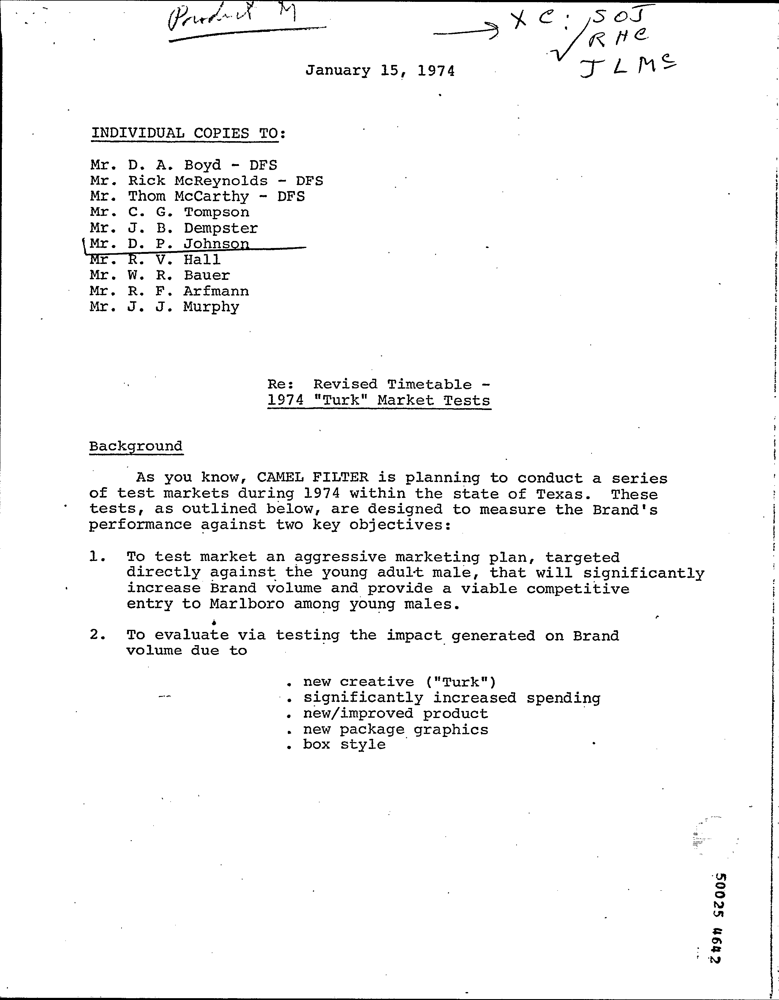 Product M
X C: SOJ
RHC
JLMS
January 15, 1974
INDIVIDUAL COPIES TO:
Mr. D. A. Boyd - DFS
Mr. Rick McReynolds - DFS
Mr. Thom McCarthy - DFS
Mr. C. G. Tompson
Mr. J. B. Dempster
Mr. D. P. Johnson
Mr. R. V. Hall
Mr. W. R. Bauer
Mr. R. F. Arfmann
Mr. J. J. Murphy
Re: Revised Timetable -
1974 "Turk" Market Tests
Background
As you know, CAMEL FILTER is planning to conduct a series
of test markets during 1974 within the state of Texas. These
tests, as outlined below, are designed to measure the Brand's
performance against two key objectives:
1. To test market an aggressive marketing plan, targeted
directly against the young adult male, that will significantly
increase Brand volume and provide a viable competitive
entry to Marlboro among young males.
2. To evaluate via testing the impact generated on Brand
volume due to
. new creative ("Turk")
. significantly increased spending
. new/improved product
. new package graphics
. box style
50025 4642